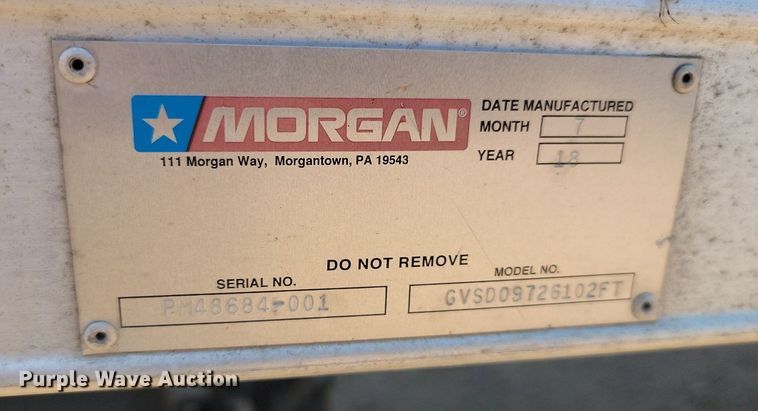 MORGAN®
111 Morgan Way, Morgantown, PA 19543
DATE MANUFACTURED
MONTH 7
YEAR 18
DO NOT REMOVE
SERIAL NO.
PM48684-001
MODEL NO.
GVSD09726102FT
Purple Wave Auction